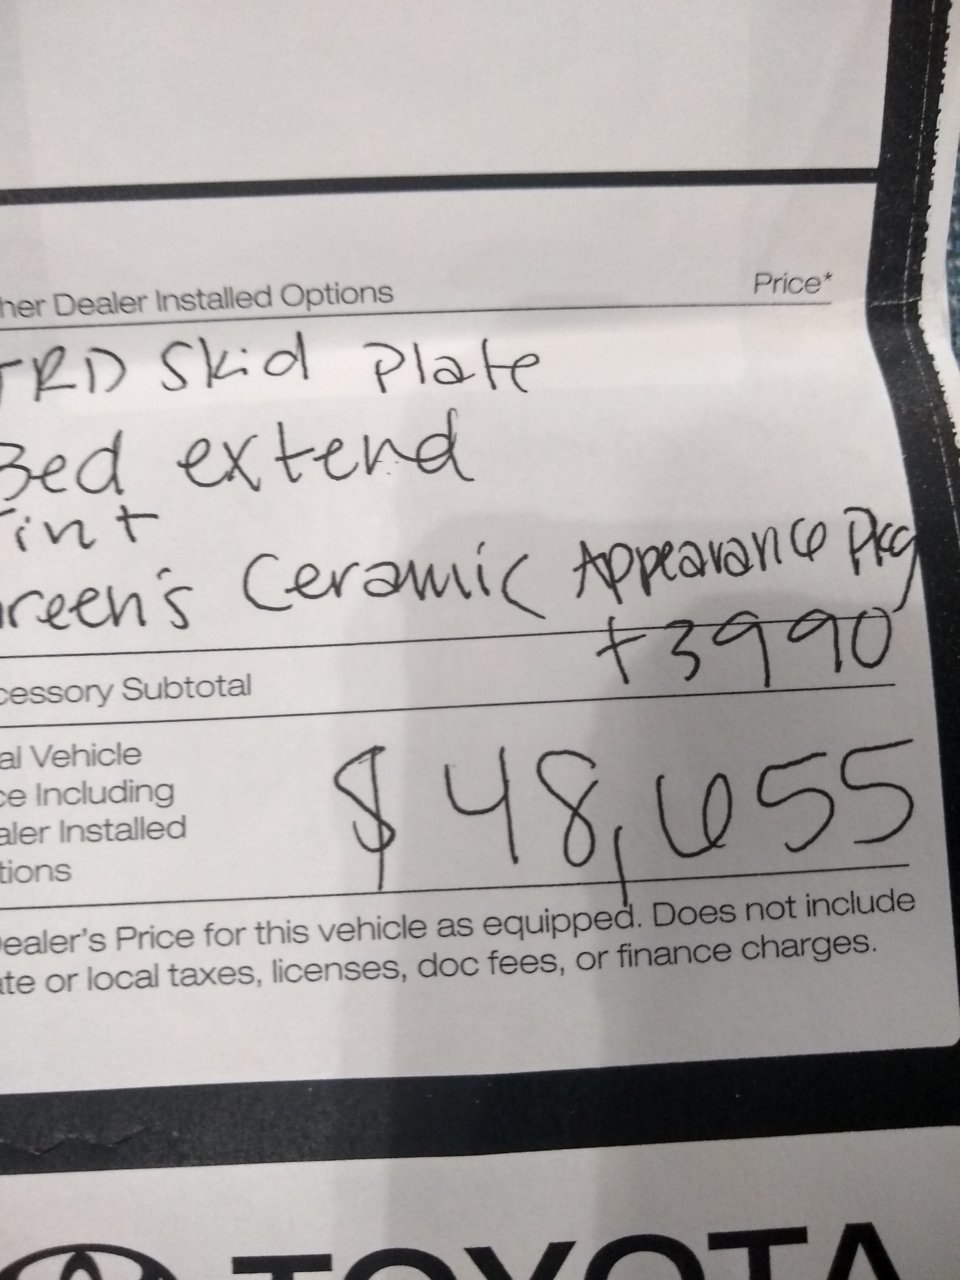 her Dealer Installed Options Price*
TRD Skid Plate
Bed extend
Tint
reen's Ceramic Appearance Pkg
+3990
cessory Subtotal
al Vehicle
ce Including
aler Installed
tions
$48,655
ealer's Price for this vehicle as equipped. Does not include
ate or local taxes, licenses, doc fees, or finance charges.
TOYOTA